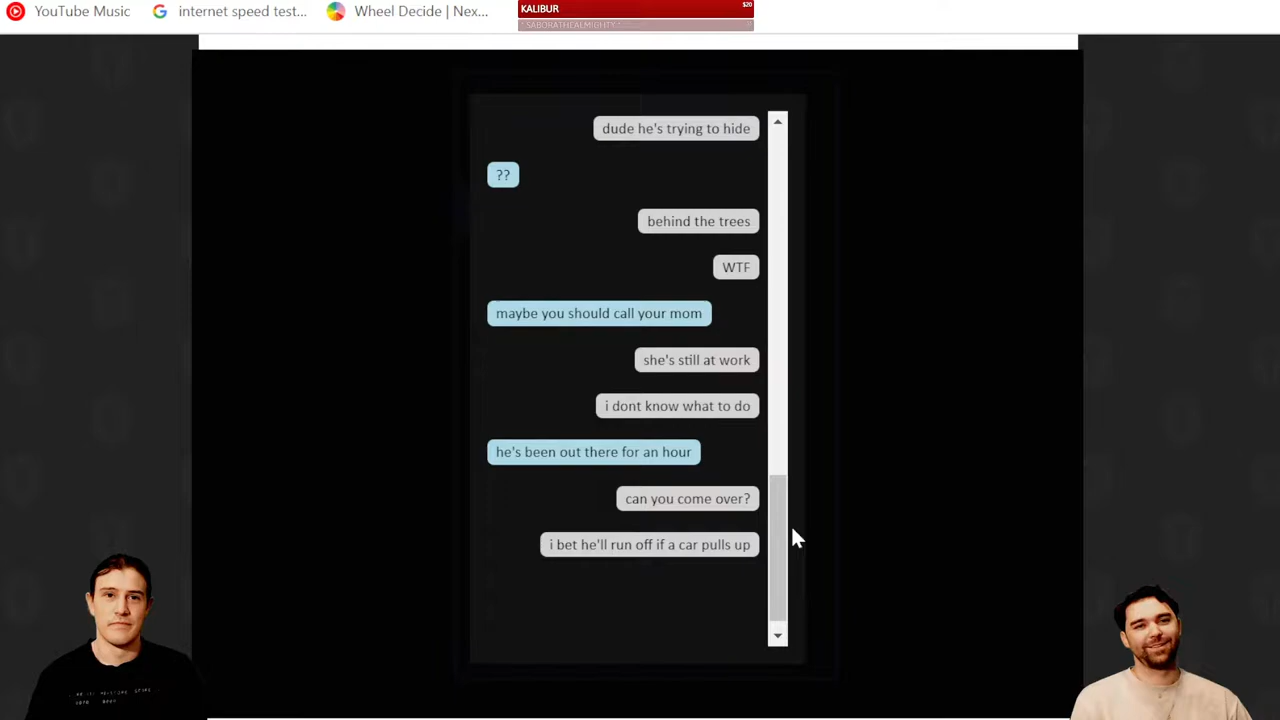 YouTube Music
internet speed test...
Wheel Decide | Nex...
KALIBUR
$20
dude he's trying to hide
??
behind the trees
WTF
maybe you should call your mom
she's still at work
i dont know what to do
he's been out there for an hour
can you come over?
i bet he'll run off if a car pulls up